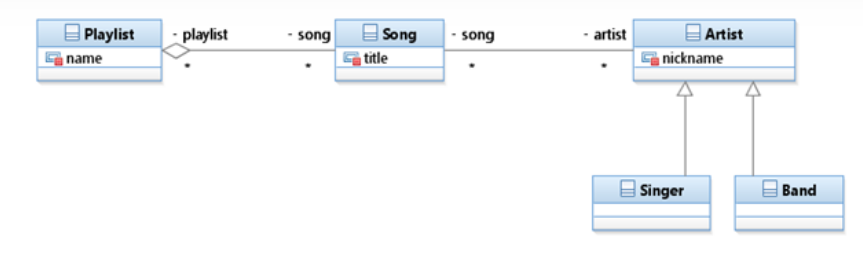 Playlist
name
- playlist
*
- song
*
Song
title
- song
*
- artist
*
Artist
nickname
Singer
Band